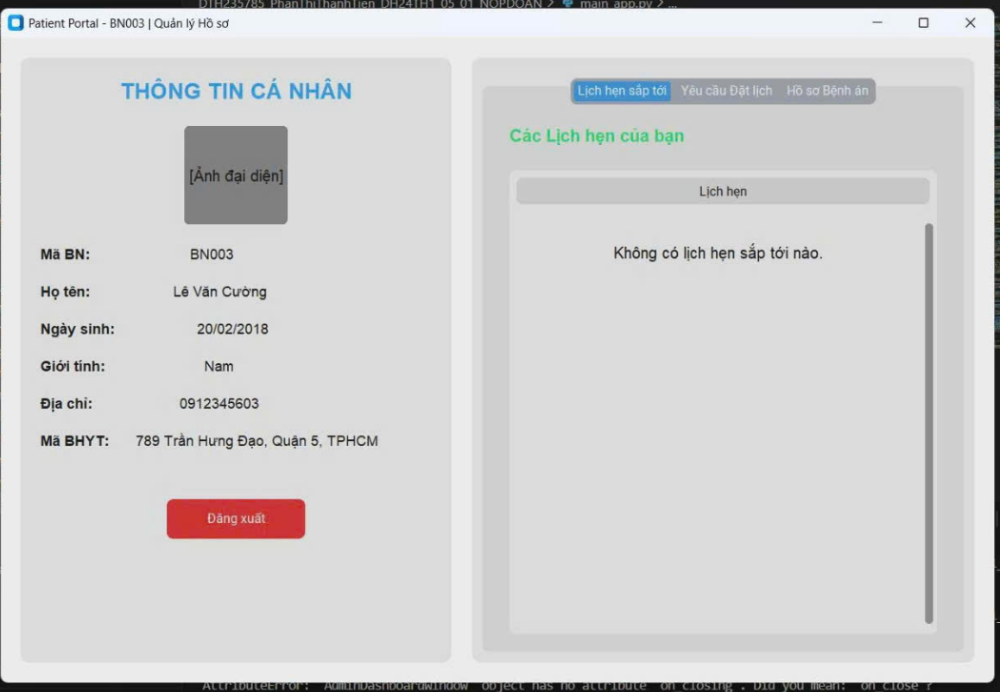 DTH235785_PhanThiThanhTien_DH24TH1_05_01_NOPDOAN > main_app.py > ...
Patient Portal - BN003 | Quản lý Hồ sơ
THÔNG TIN CÁ NHÂN
[Ảnh đại diện]
Mã BN: BN003
Họ tên: Lê Văn Cường
Ngày sinh: 20/02/2018
Giới tính: Nam
Địa chỉ: 0912345603
Mã BHYT: 789 Trần Hưng Đạo, Quận 5, TPHCM
Đăng xuất
Lịch hẹn sắp tới Yêu cầu Đặt lịch Hồ sơ Bệnh án
Các Lịch hẹn của bạn
Lịch hẹn
Không có lịch hẹn sắp tới nào.
AttributeError: 'AdminDashboardWindow' object has no attribute 'on_closing'. Did you mean: 'on_close'?